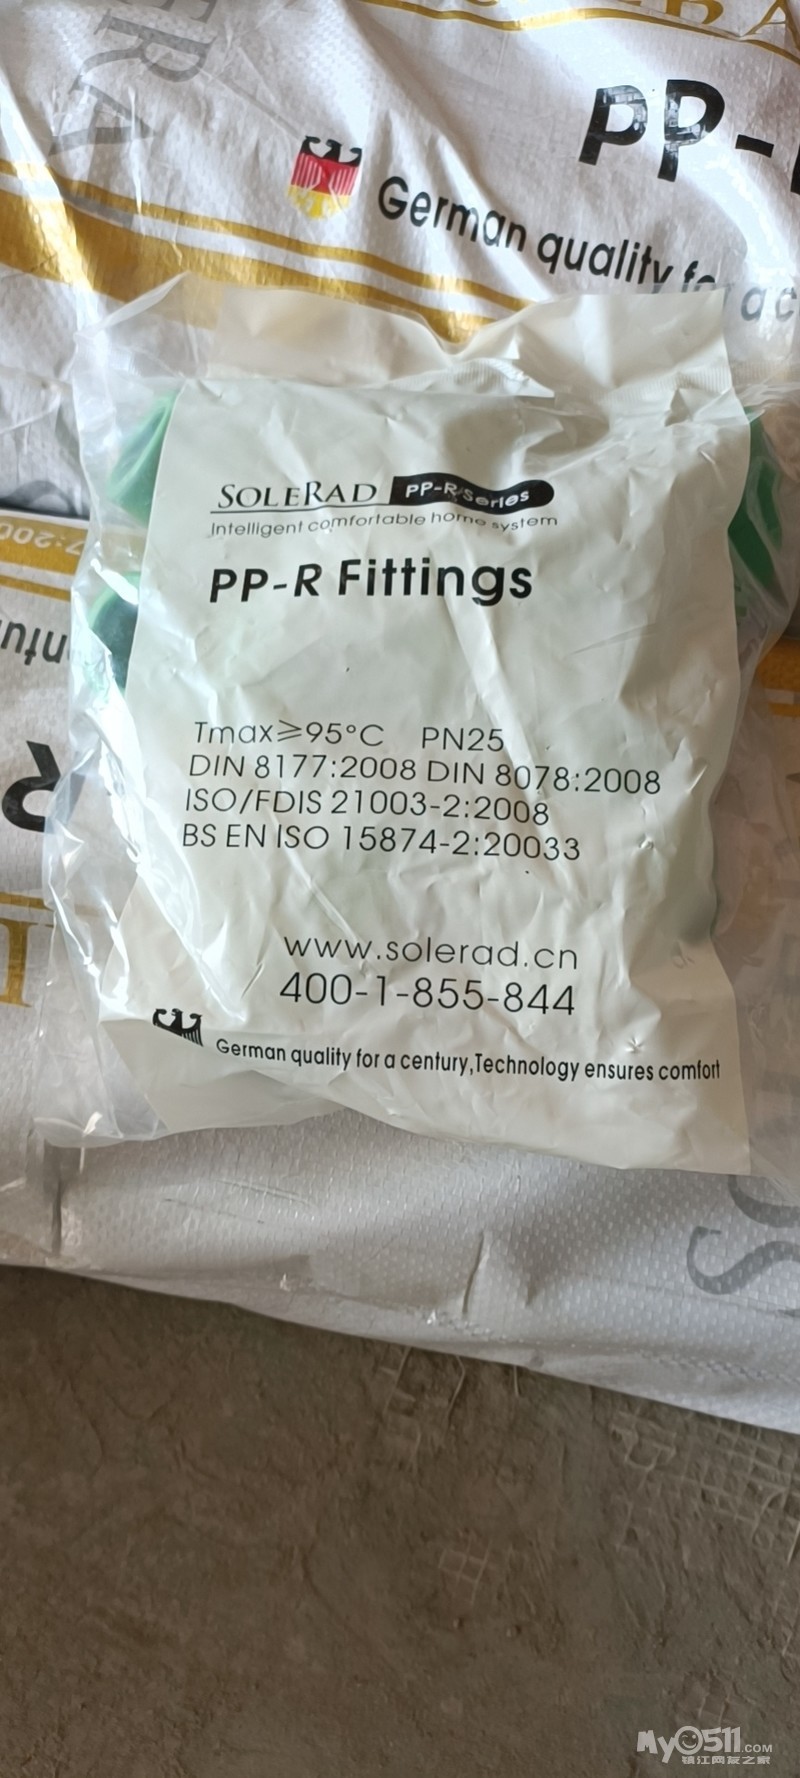 PP-
German quality
SOLERAD PP-R Series
Intelligent comfortable home system
PP-R Fittings
Tmax≥95°C PN25
DIN 8177:2008 DIN 8078:2008
ISO/FDIS 21003-2:2008
BS EN ISO 15874-2:20033
www.solerad.cn
400-1-855-844
German quality for a century,Technology ensures comfort
My0511.COM
镇江网友之家